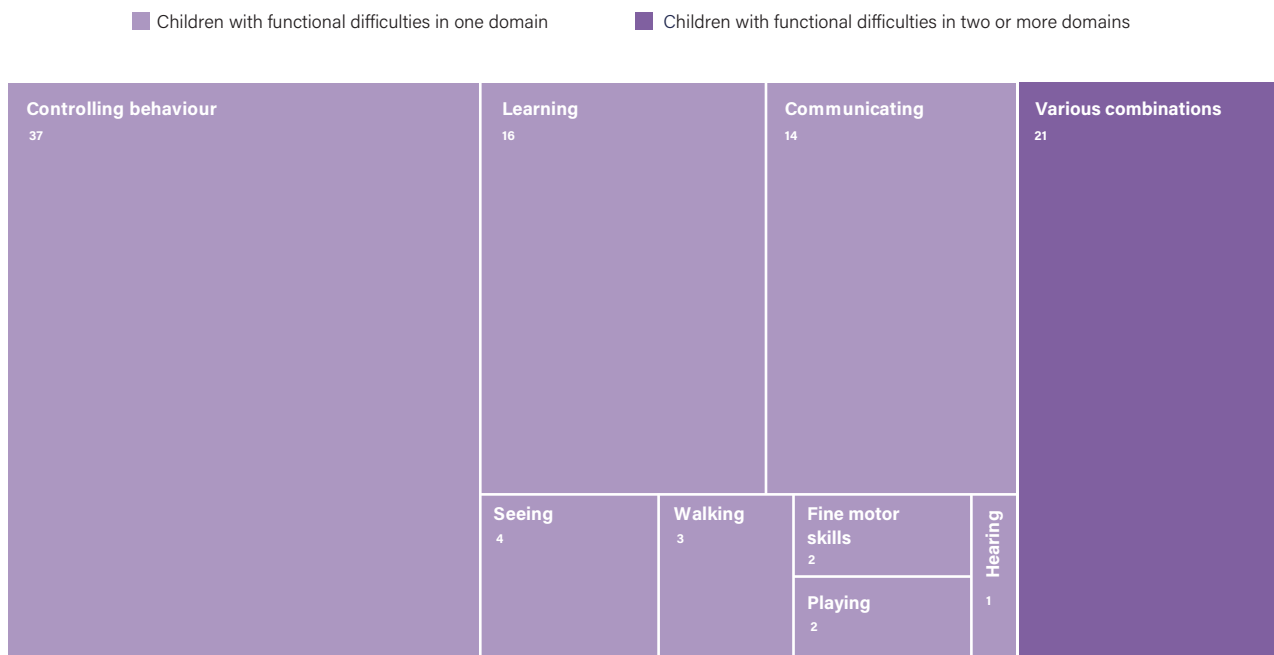 Children with functional difficulties in one domain
Children with functional difficulties in two or more domains
Controlling behaviour
37
Learning
16
Communicating
14
Various combinations
21
Seeing
4
Walking
3
Fine motor
skills
2
Playing
2
Hearing
1